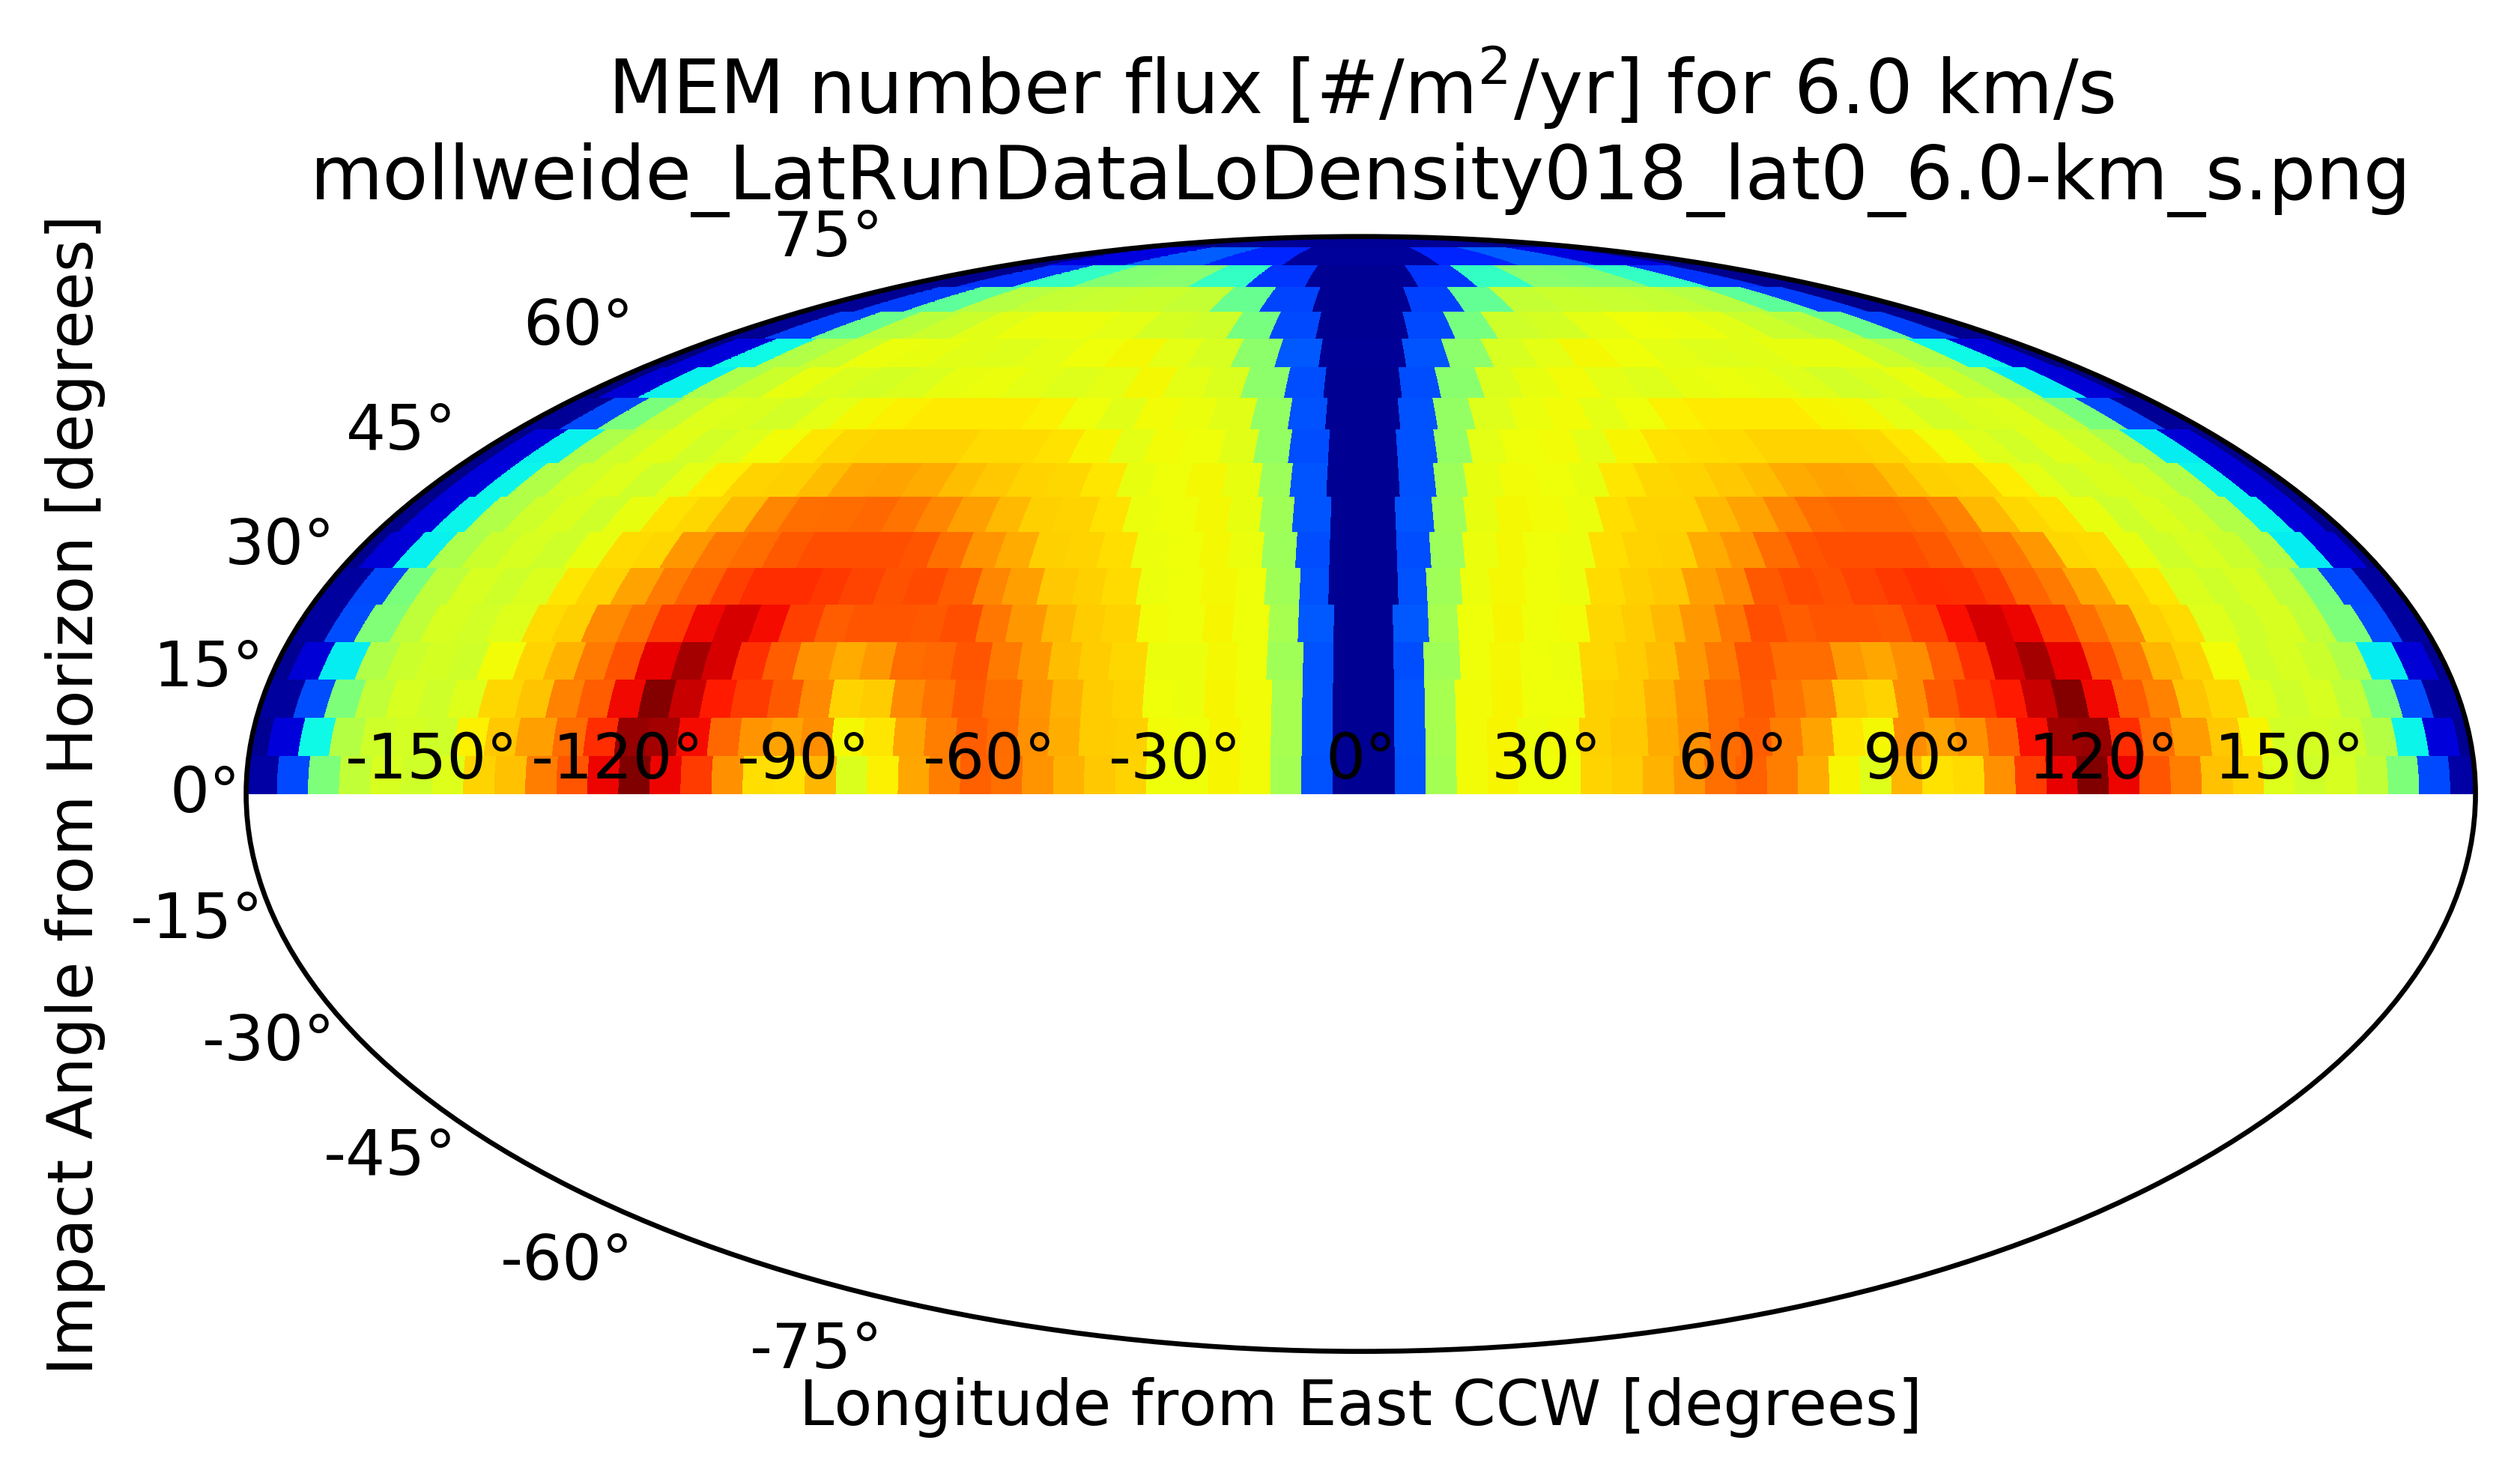 MEM number flux [#/m²/yr] for 6.0 km/s
mollweide_LatRunDataLoDensity018_lat0_6.0-km_s.png
Impact Angle from Horizon [degrees]
75°
60°
45°
30°
15°
0°
-150° -120° -90° -60° -30° 0° 30° 60° 90° 120° 150°
-15°
-30°
-45°
-60°
-75°
Longitude from East CCW [degrees]